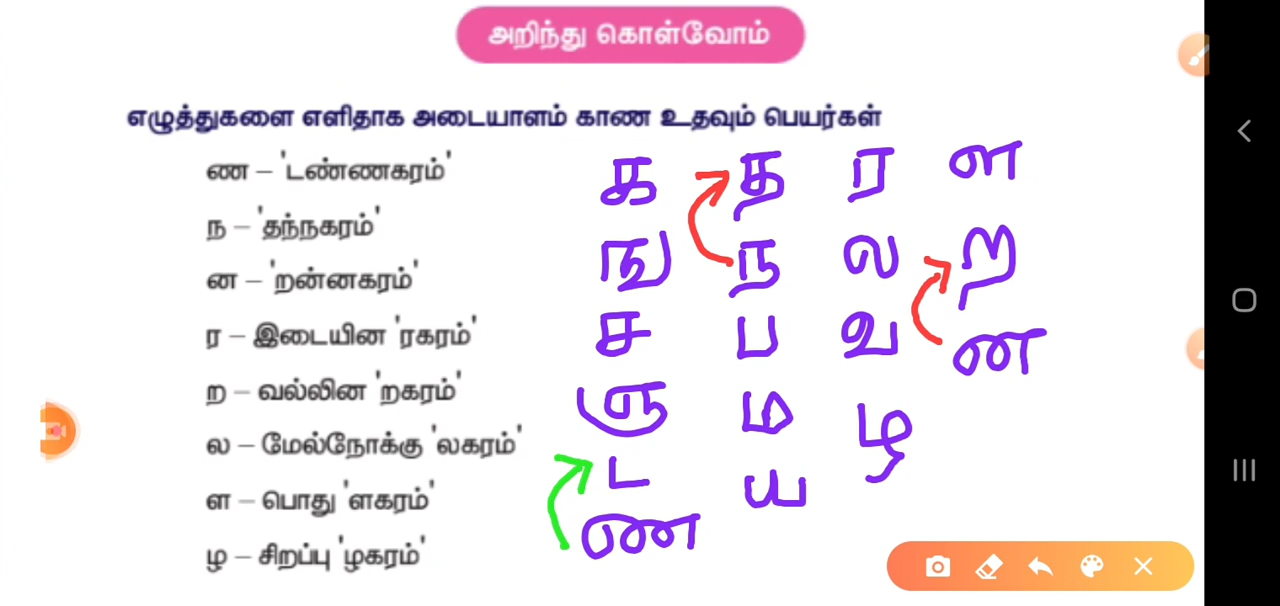 அறிந்து கொள்வோம்
எழுத்துகளை எளிதாக அடையாளம் காண உதவும் பெயர்கள்
ண – 'டண்ணகரம்'
ந – 'தந்நகரம்'
ன – 'றன்னகரம்'
ர – இடையின 'ரகரம்'
ற – வல்லின 'றகரம்'
ல – மேல்நோக்கு 'லகரம்'
ள – பொது 'ளகரம்'
ழ – சிறப்பு 'ழகரம்'
க த ர ள
ங ந ல ற
ச ப வ ன
ஞ ம ழ
ட ய
ண